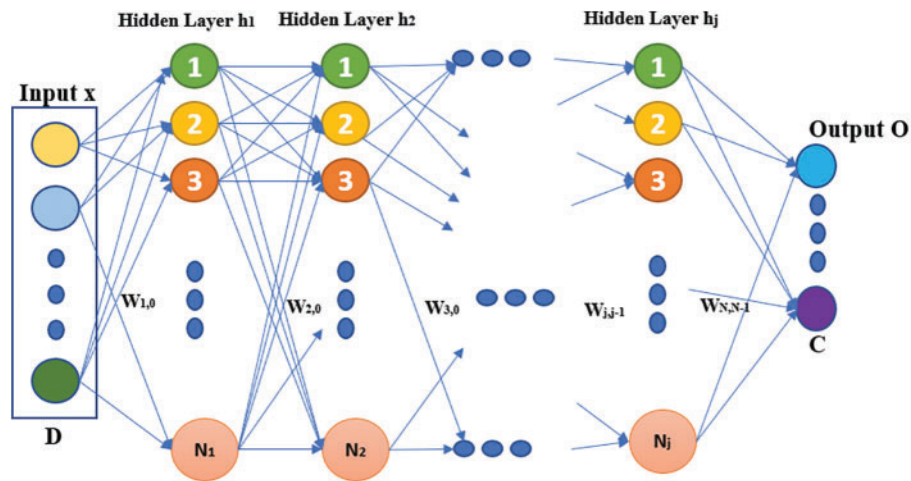 Hidden Layer h1
Hidden Layer h2
Hidden Layer hj
Input x
Output O
1
1
1
2
2
2
3
3
3
W1,0
W2,0
W3,0
Wj,j-1
WN,N-1
C
D
N1
N2
Nj